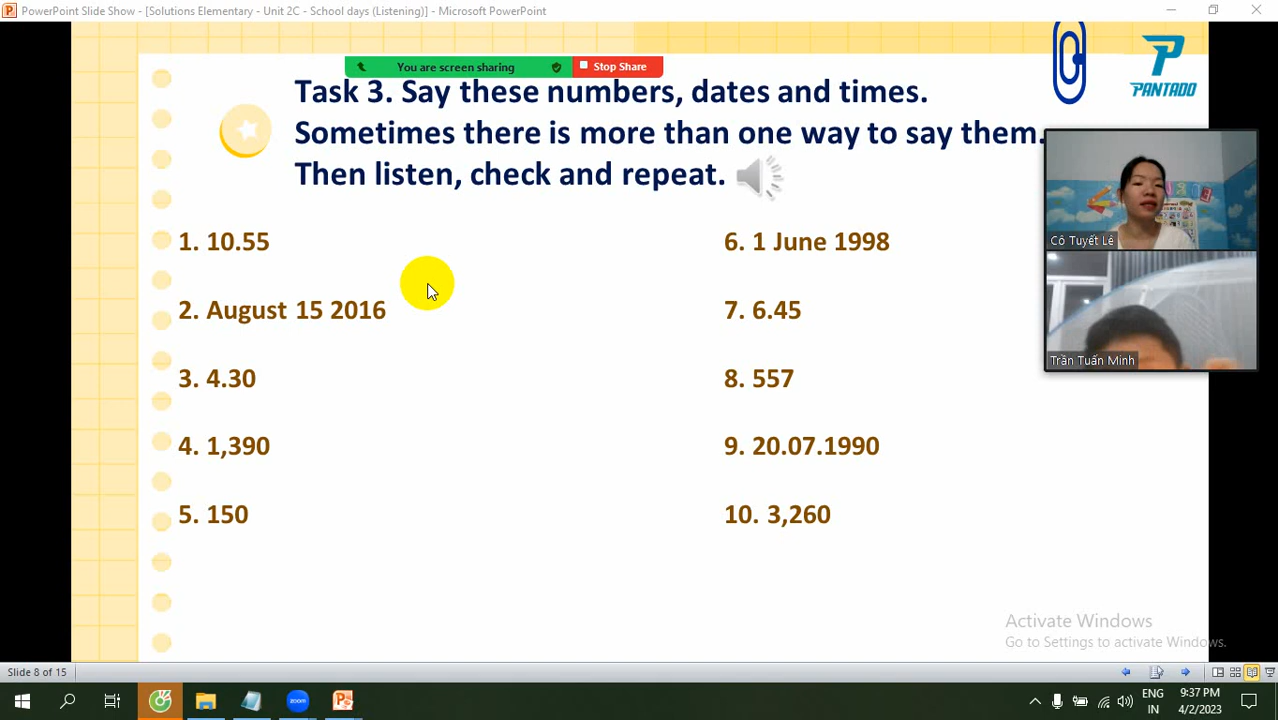 PowerPoint Slide Show - [Solutions Elementary - Unit 2C - School days (Listening)] - Microsoft PowerPoint
You are screen sharing
Stop Share
PANTADO
Task 3. Say these numbers, dates and times.
Sometimes there is more than one way to say them.
Then listen, check and repeat.
1. 10.55
2. August 15 2016
3. 4.30
4. 1,390
5. 150
6. 1 June 1998
7. 6.45
8. 557
9. 20.07.1990
10. 3,260
Cô Tuyết Lê
Trần Tuấn Minh
Activate Windows
Go to Settings to activate Windows.
Slide 8 of 15
zoom
ENG
IN
9:37 PM
4/2/2023